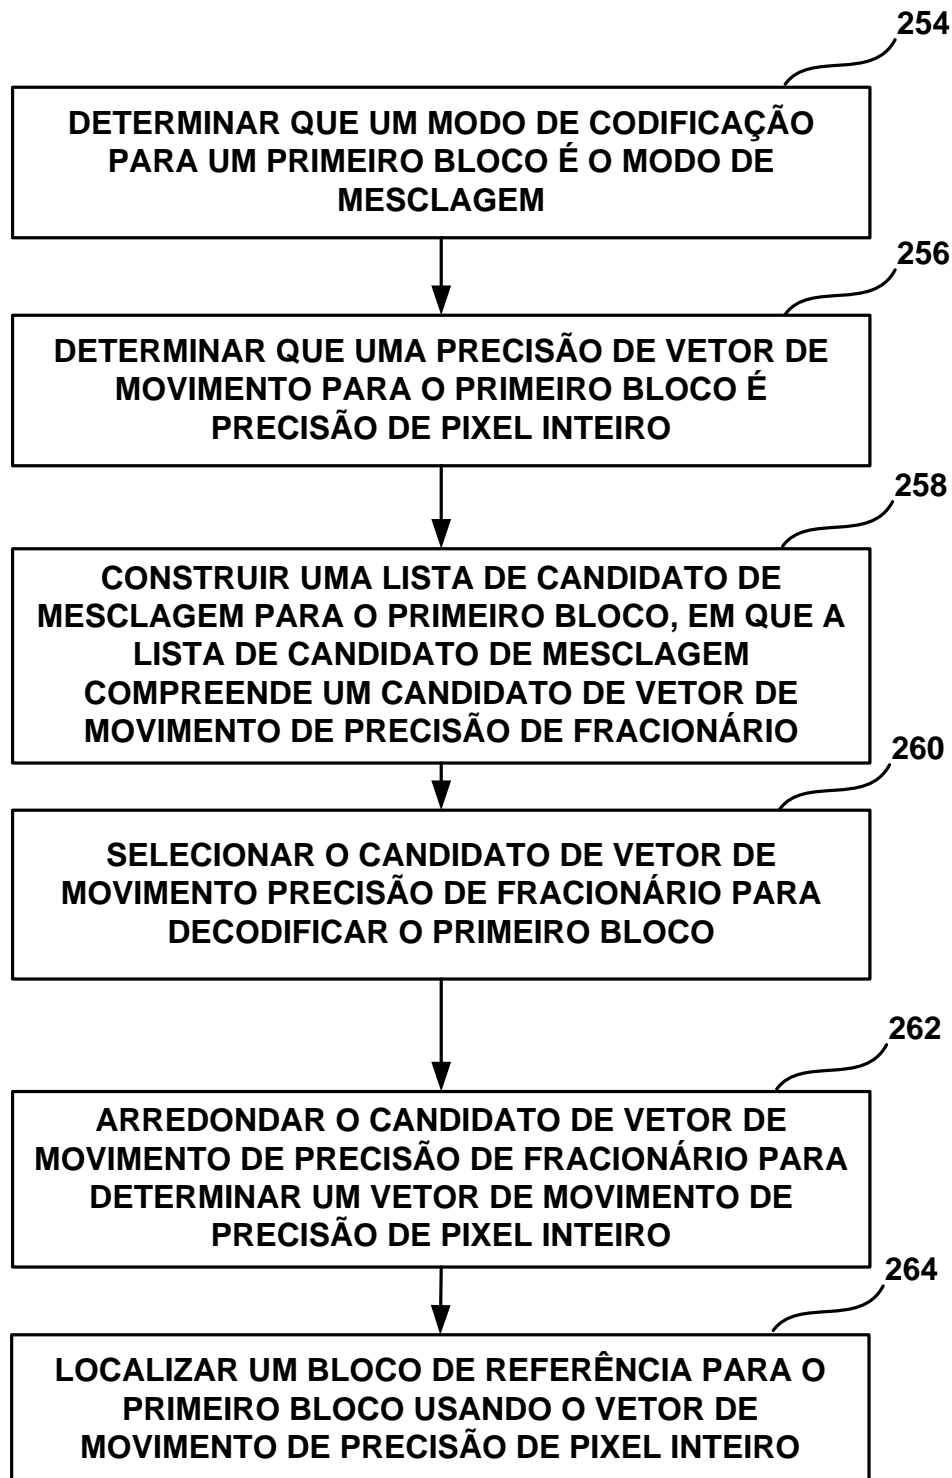 254
DETERMINAR QUE UM MODO DE CODIFICAÇÃO
PARA UM PRIMEIRO BLOCO É O MODO DE
MESCLAGEM
256
DETERMINAR QUE UMA PRECISÃO DE VETOR DE
MOVIMENTO PARA O PRIMEIRO BLOCO É
PRECISÃO DE PIXEL INTEIRO
258
CONSTRUIR UMA LISTA DE CANDIDATO DE
MESCLAGEM PARA O PRIMEIRO BLOCO, EM QUE A
LISTA DE CANDIDATO DE MESCLAGEM
COMPREENDE UM CANDIDATO DE VETOR DE
MOVIMENTO DE PRECISÃO DE FRACIONÁRIO
260
SELECIONAR O CANDIDATO DE VETOR DE
MOVIMENTO PRECISÃO DE FRACIONÁRIO PARA
DECODIFICAR O PRIMEIRO BLOCO
262
ARREDONDAR O CANDIDATO DE VETOR DE
MOVIMENTO DE PRECISÃO DE FRACIONÁRIO PARA
DETERMINAR UM VETOR DE MOVIMENTO DE
PRECISÃO DE PIXEL INTEIRO
264
LOCALIZAR UM BLOCO DE REFERÊNCIA PARA O
PRIMEIRO BLOCO USANDO O VETOR DE
MOVIMENTO DE PRECISÃO DE PIXEL INTEIRO